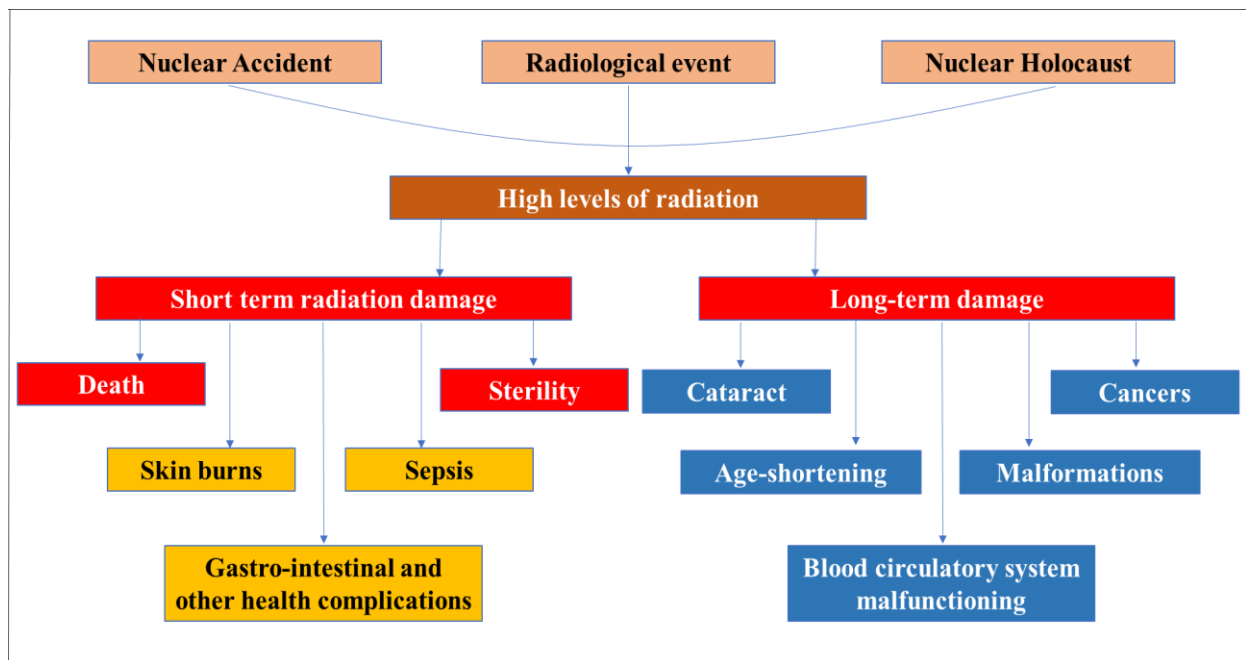 Nuclear Accident
Radiological event
Nuclear Holocaust
High levels of radiation
Short term radiation damage
Long-term damage
Death
Sterility
Cataract
Cancers
Skin burns
Sepsis
Age-shortening
Malformations
Gastro-intestinal and
other health complications
Blood circulatory system
malfunctioning